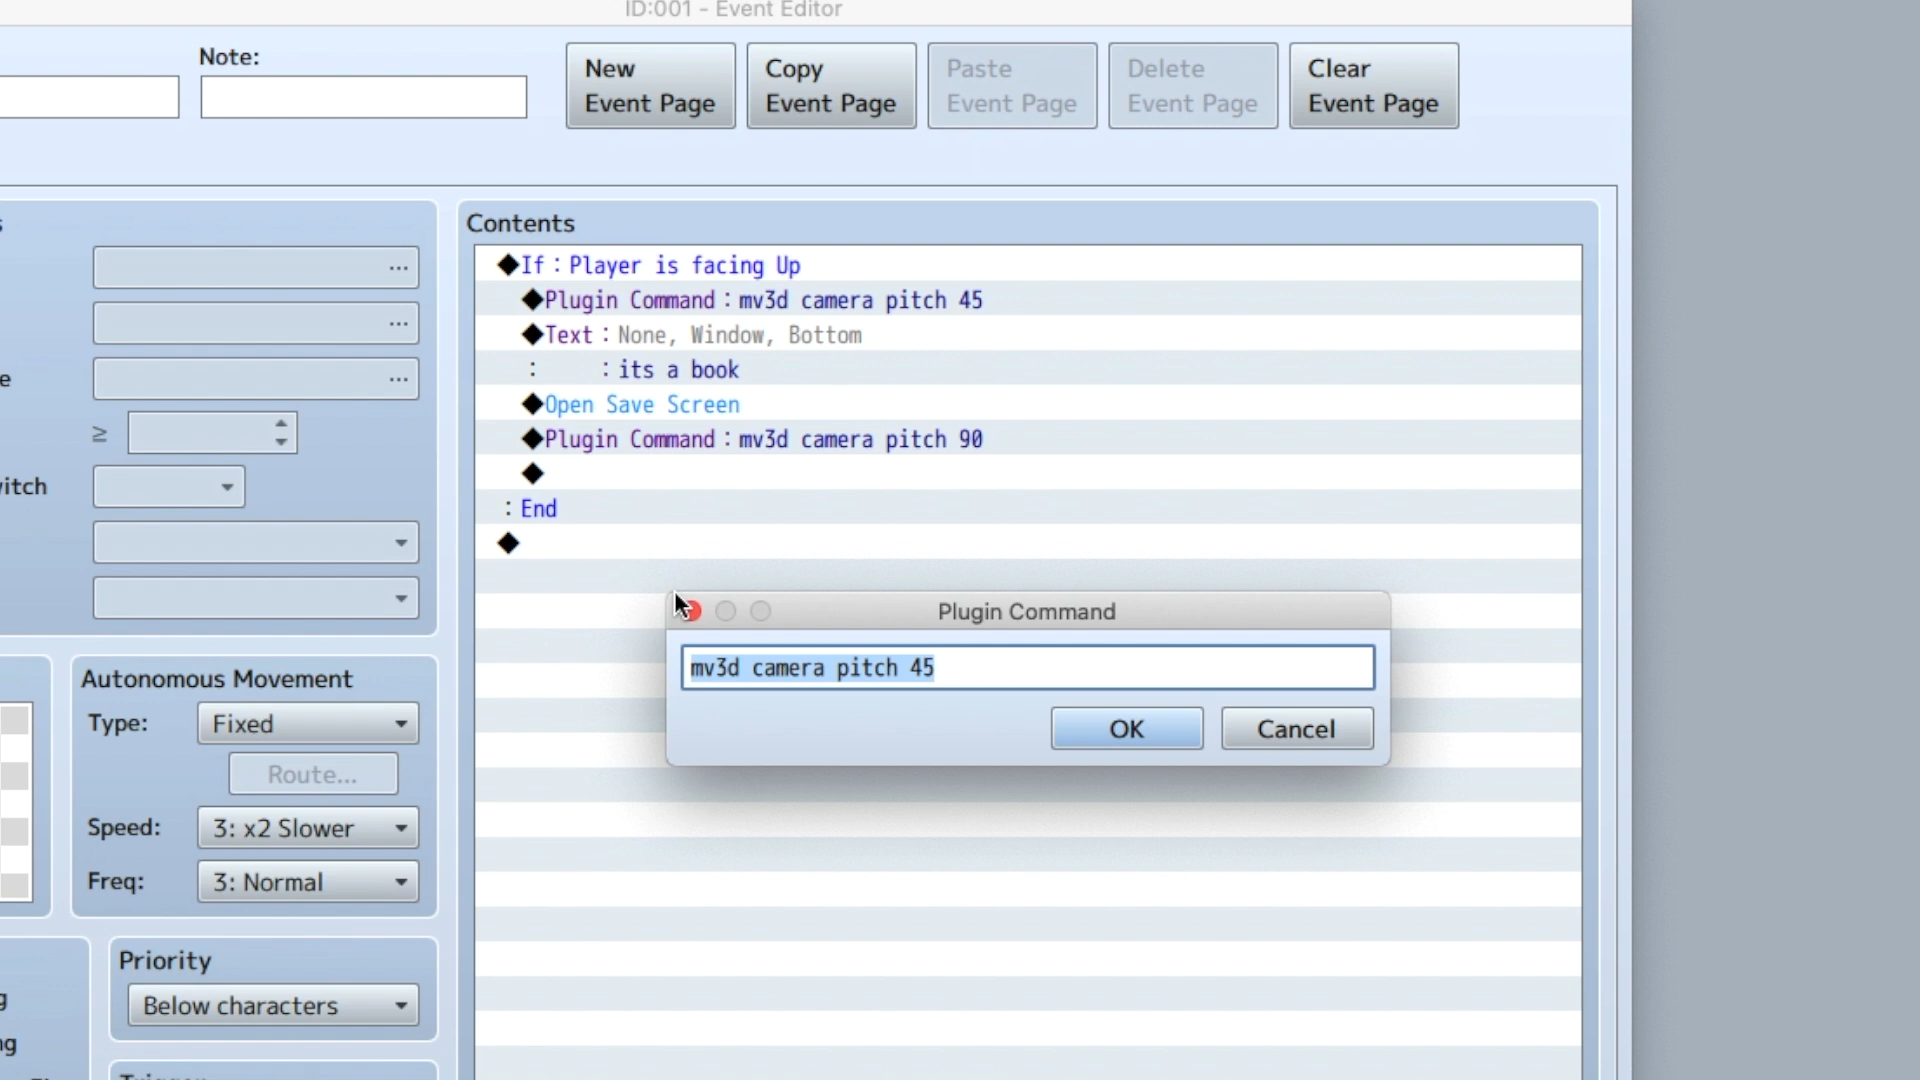 ID:001 - Event Editor
Note:
New
Event Page
Copy
Event Page
Paste
Event Page
Delete
Event Page
Clear
Event Page
Contents
◆If : Player is facing Up
◆Plugin Command : mv3d camera pitch 45
◆Text : None, Window, Bottom
:     : its a book
◆Open Save Screen
◆Plugin Command : mv3d camera pitch 90
◆
: End
◆
...
...
...
≥
Plugin Command
mv3d camera pitch 45
OK
Cancel
Autonomous Movement
Type:
Fixed
Route...
Speed:
3: x2 Slower
Freq:
3: Normal
Priority
Below characters